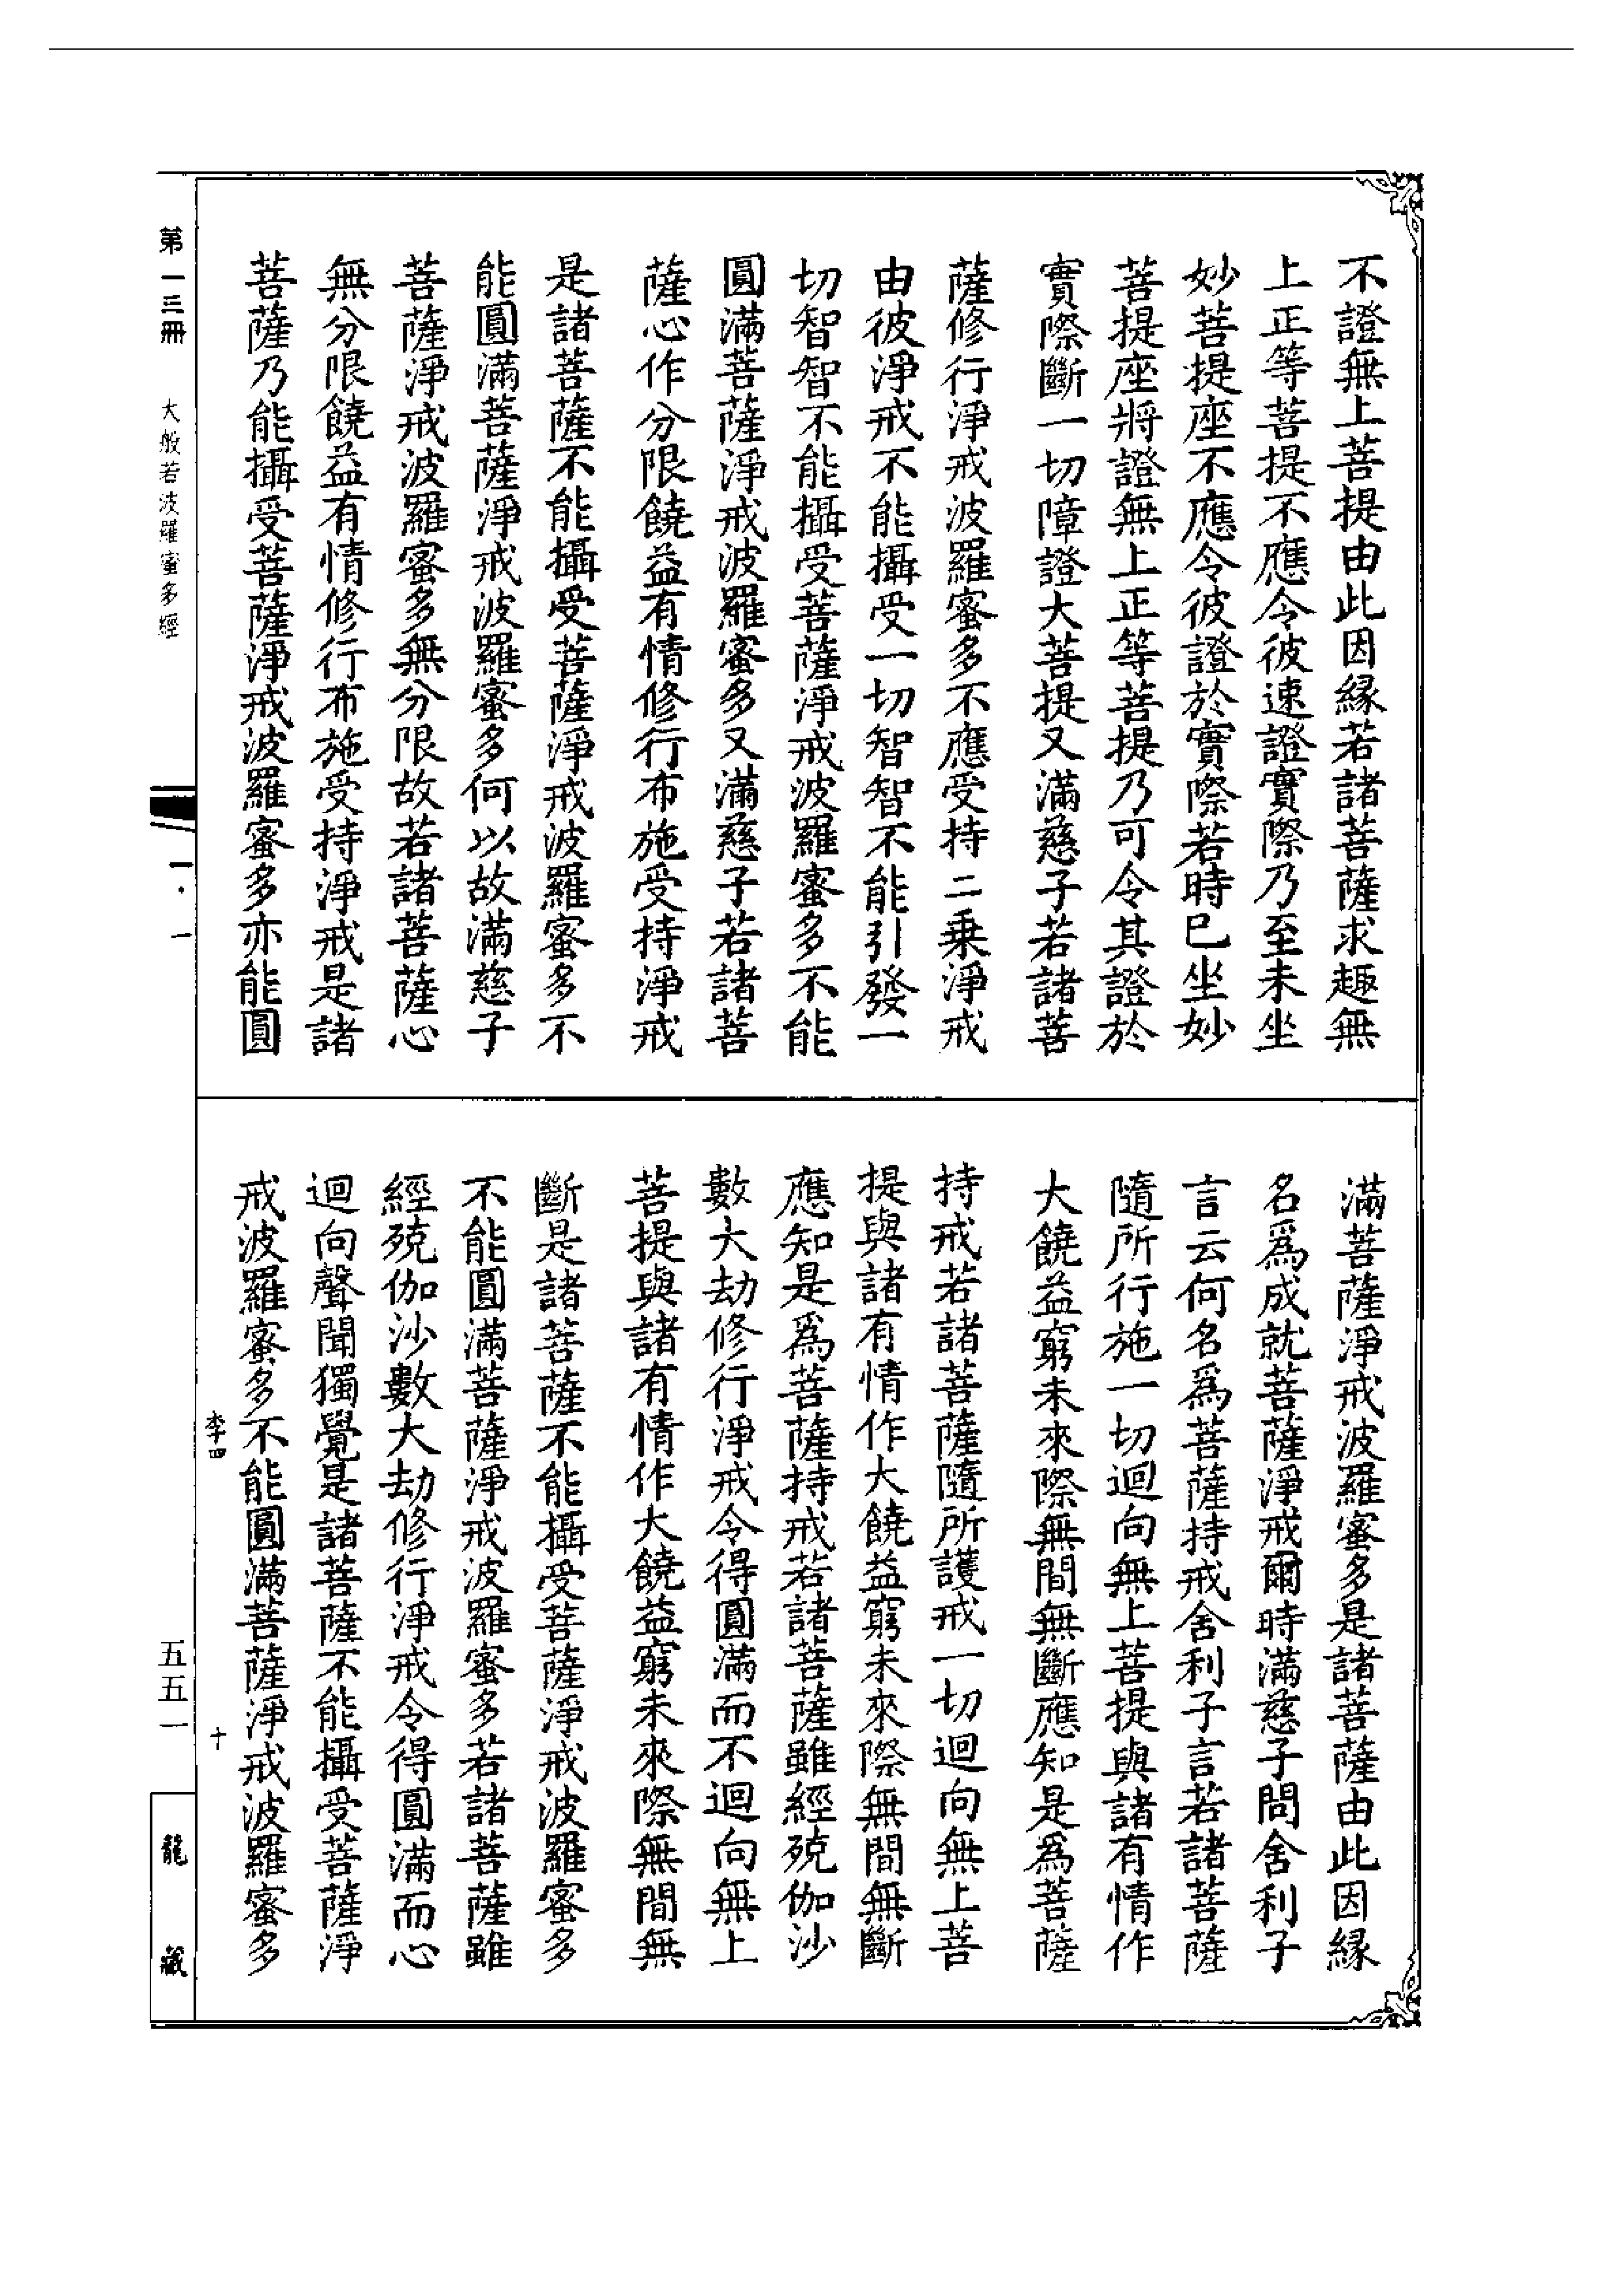 不證無上菩提由此因緣若諸菩薩求趣無
上正等菩提不應令彼速證實際乃至未坐
妙菩提座不應令彼證於實際若時巳坐妙
菩提座將證無上正等菩提乃可令其證於
實際斷一切障證大菩提又滿慈子若諸菩
薩修行淨戒波羅蜜多不應受持二乘淨戒
由彼淨戒不能攝受一切智智不能引發一
切智智不能攝受菩薩淨戒波羅蜜多不能
圓滿菩薩淨戒波羅蜜多又滿慈子若諸菩
薩心作分限饒益有情修行布施受持淨戒
是諸菩薩不能攝受菩薩淨戒波羅蜜多不
能圓滿菩薩淨戒波羅蜜多何以故滿慈子
菩薩淨戒波羅蜜多無分限故若諸菩薩心
無分限饒益有情修行布施受持淨戒是諸
菩薩乃能攝受菩薩淨戒波羅蜜多亦能圓
滿菩薩淨戒波羅蜜多是諸菩薩由此因緣
名爲成就菩薩淨戒爾時滿慈子問舍利子
言云何名爲菩薩持戒舍利子言若諸菩薩
隨所行施一切迴向無上菩提與諸有情作
大饒益窮未來際無間無斷應知是爲菩薩
持戒若諸菩薩隨所護戒一切迴向無上菩
提與諸有情作大饒益窮未來際無間無斷
應知是爲菩薩持戒若諸菩薩雖經殑伽沙
數大劫修行淨戒令得圓滿而不迴向無上
菩提與諸有情作大饒益窮未來際無間無
斷是諸菩薩不能攝受菩薩淨戒波羅蜜多
不能圓滿菩薩淨戒波羅蜜多若諸菩薩雖
經殑伽沙數大劫修行淨戒令得圓滿而心
迴向聲聞獨覺是諸菩薩不能攝受菩薩淨
戒波羅蜜多不能圓滿菩薩淨戒波羅蜜多
李四 十
第一三冊 大般若波羅蜜多經 一·一 五五一 龍藏